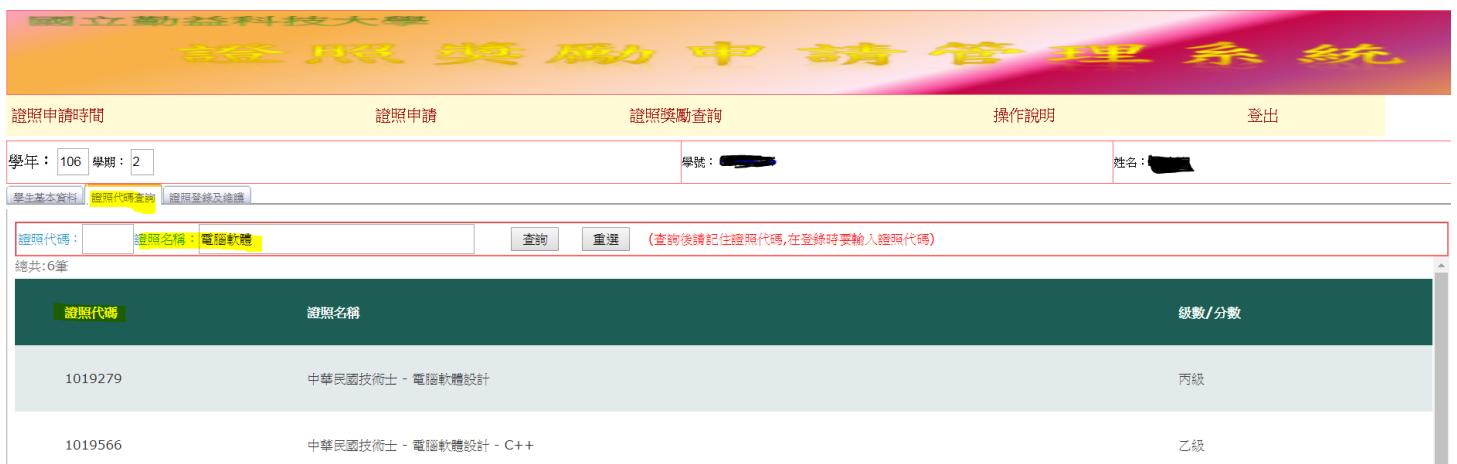 國立勤益科技大學
證照獎勵申請管理系統
證照申請時間 證照申請 證照獎勵查詢 操作說明 登出
學年：106 學期：2 學號： 姓名：
學生基本資料 證照代碼查詢 證照登錄及維護
證照代碼： 證照名稱：電腦軟體 查詢 重選 (查詢後請記住證照代碼,在登錄時要輸入證照代碼)
總共:6筆
證照代碼 證照名稱 級數/分數
1019279 中華民國技術士 - 電腦軟體設計 丙級
1019566 中華民國技術士 - 電腦軟體設計 - C++ 乙級